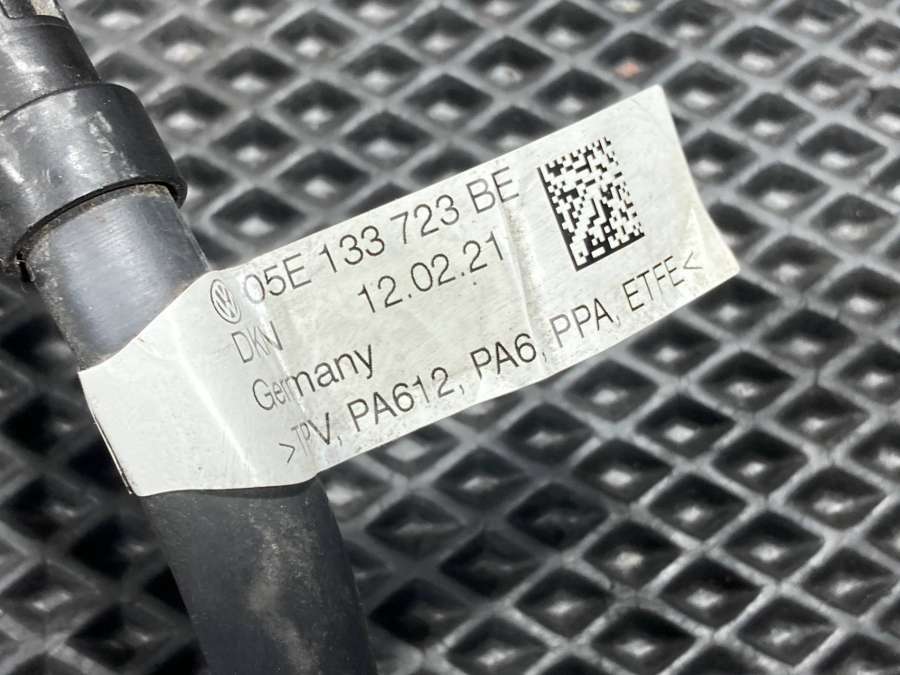 05E 133 723 BE
DKN 12.02.21
Germany
>TPV, PA612, PA6, PPA, ETFE<